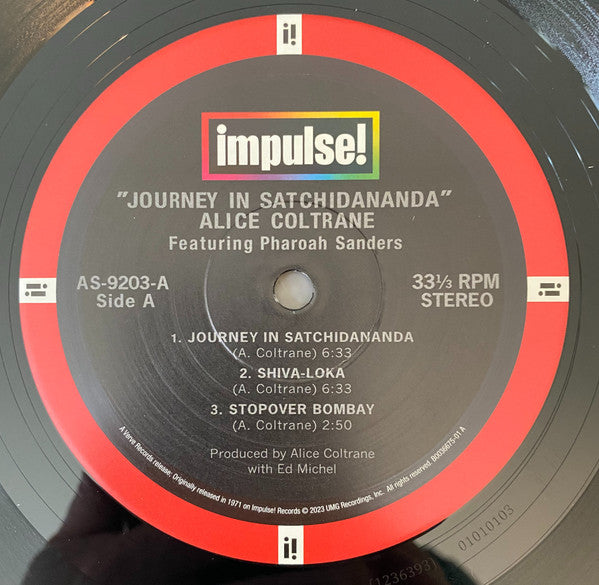 i!
impulse!
"JOURNEY IN SATCHIDANANDA"
ALICE COLTRANE
Featuring Pharoah Sanders
AS-9203-A
Side A
33⅓ RPM
STEREO
i!
i!
1. JOURNEY IN SATCHIDANANDA
(A. Coltrane) 6:33
2. SHIVA-LOKA
(A. Coltrane) 6:33
3. STOPOVER BOMBAY
(A. Coltrane) 2:50
Produced by Alice Coltrane
with Ed Michel
A Verve Records release; Originally released in 1971 on Impulse! Records © 2023 UMG Recordings, Inc. All rights reserved. B0036675-01 A
i!
01010103
(1236393)